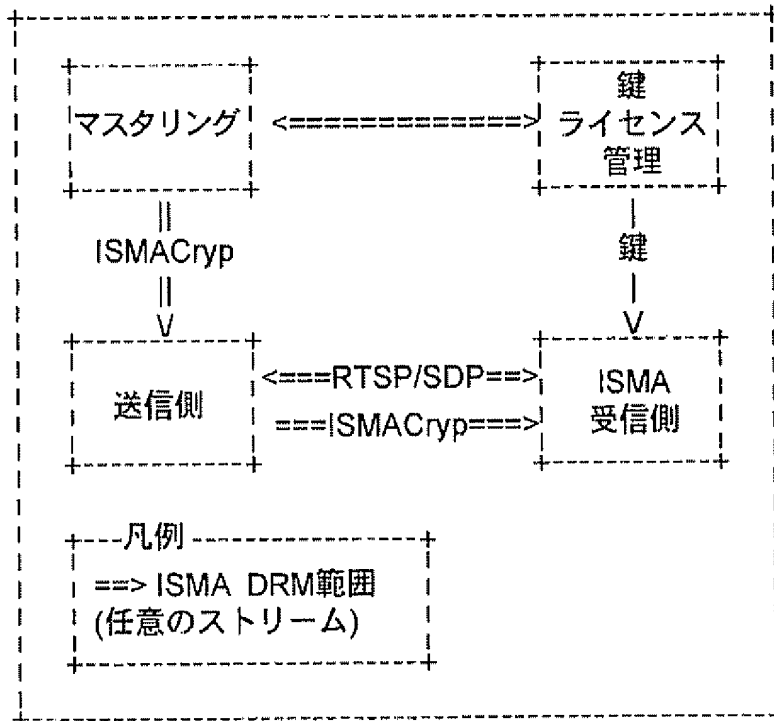 マスタリング <=============> 鍵
ライセンス
管理
||
ISMACryp
||
V
|
鍵
|
V
送信側
<===RTSP/SDP==>
===ISMACryp===>
ISMA
受信側
凡例
==> ISMA DRM範囲
(任意のストリーム)